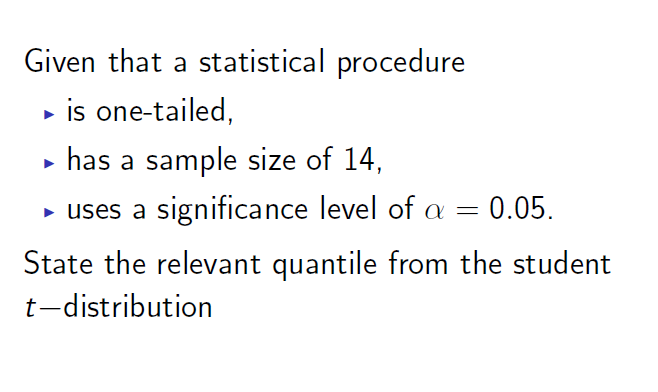 Given that a statistical procedure
▶ is one-tailed,
▶ has a sample size of 14,
▶ uses a significance level of α = 0.05.
State the relevant quantile from the student
t−distribution